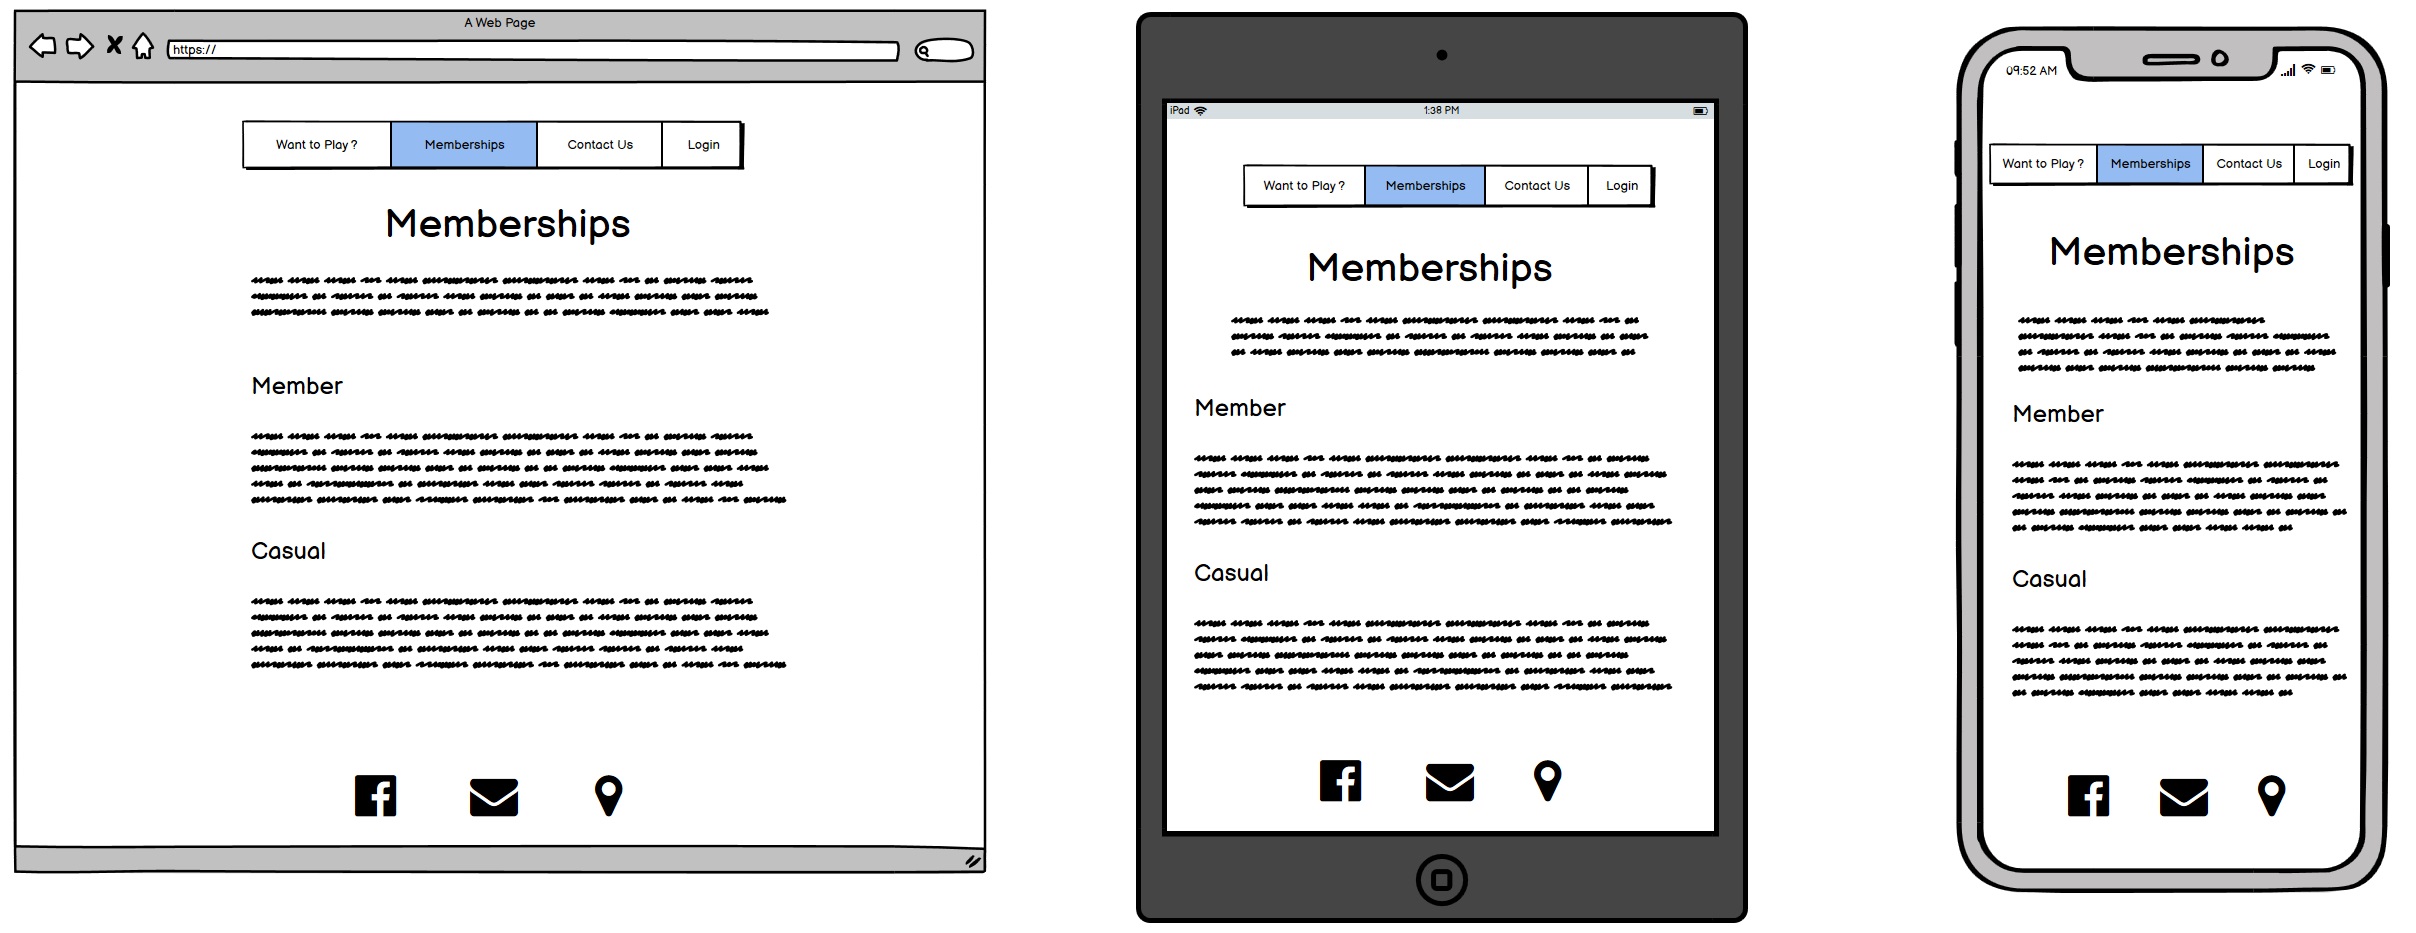 A Web Page
https://
Want to Play? Memberships Contact Us Login
Memberships
Member
Casual
iPad 1:38 PM
Want to Play? Memberships Contact Us Login
Memberships
Member
Casual
09:52 AM
Want to Play? Memberships Contact Us Login
Memberships
Member
Casual